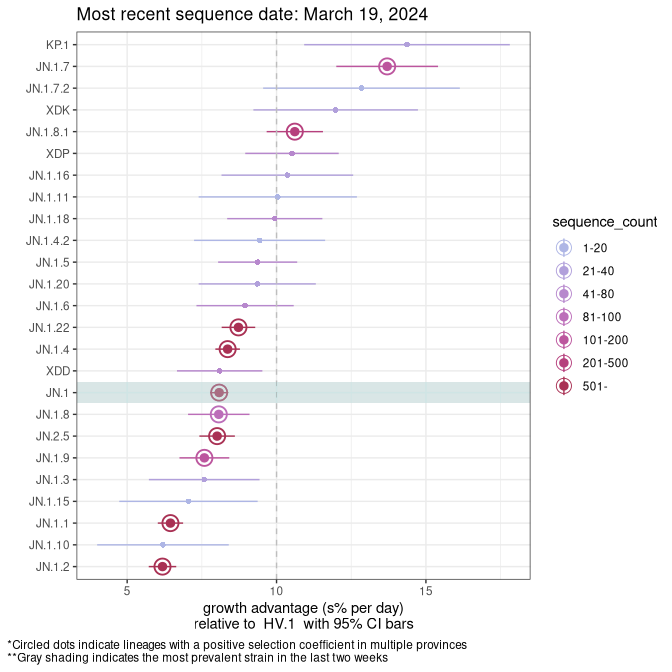 Most recent sequence date: March 19, 2024
KP.1
JN.1.7
JN.1.7.2
XDK
JN.1.8.1
XDP
JN.1.16
JN.1.11
JN.1.18
JN.1.4.2
JN.1.5
JN.1.20
JN.1.6
JN.1.22
JN.1.4
XDD
JN.1
JN.1.8
JN.2.5
JN.1.9
JN.1.3
JN.1.15
JN.1.1
JN.1.10
JN.1.2
5 10 15
growth advantage (s% per day)
relative to HV.1 with 95% CI bars
sequence_count
1-20
21-40
41-80
81-100
101-200
201-500
501-
*Circled dots indicate lineages with a positive selection coefficient in multiple provinces
**Gray shading indicates the most prevalent strain in the last two weeks